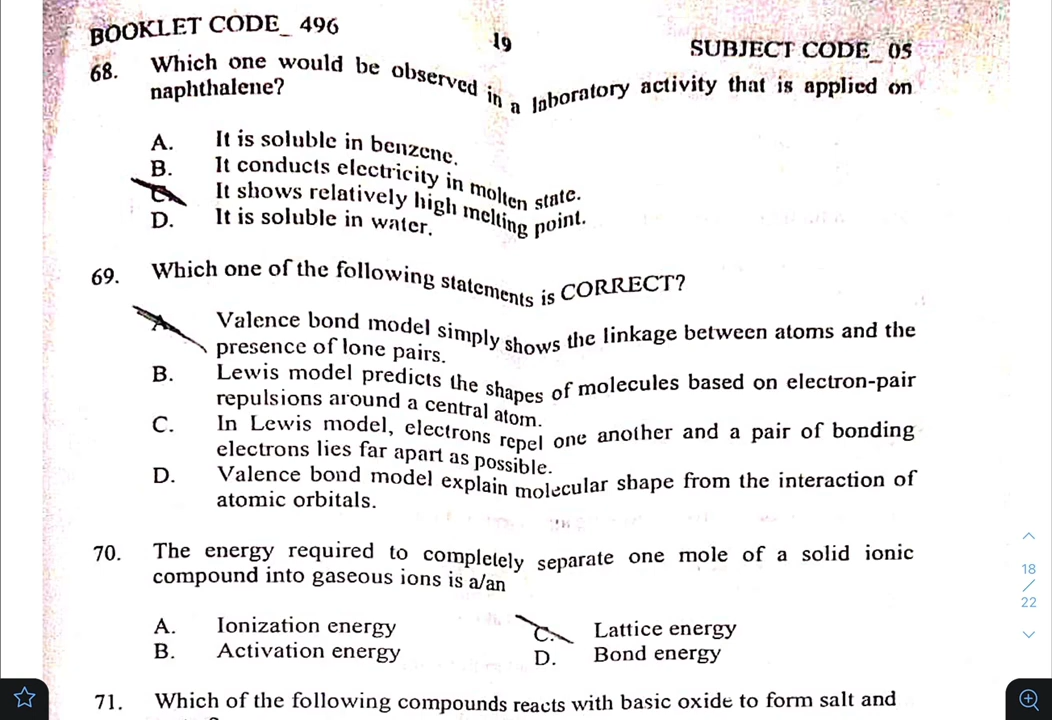 BOOKLET CODE_ 496
19
SUBJECT CODE_ 05
68. Which one would be observed in a laboratory activity that is applied on
naphthalene?
A. It is soluble in benzene.
B. It conducts electricity in molten state.
C. It shows relatively high melting point.
D. It is soluble in water.
69. Which one of the following statements is CORRECT?
A. Valence bond model simply shows the linkage between atoms and the
presence of lone pairs.
B. Lewis model predicts the shapes of molecules based on electron-pair
repulsions around a central atom.
C. In Lewis model, electrons repel one another and a pair of bonding
electrons lies far apart as possible.
D. Valence bond model explain molecular shape from the interaction of
atomic orbitals.
70. The energy required to completely separate one mole of a solid ionic
compound into gaseous ions is a/an
A. Ionization energy
C. Lattice energy
B. Activation energy
D. Bond energy
71. Which of the following compounds reacts with basic oxide to form salt and
18
/
22